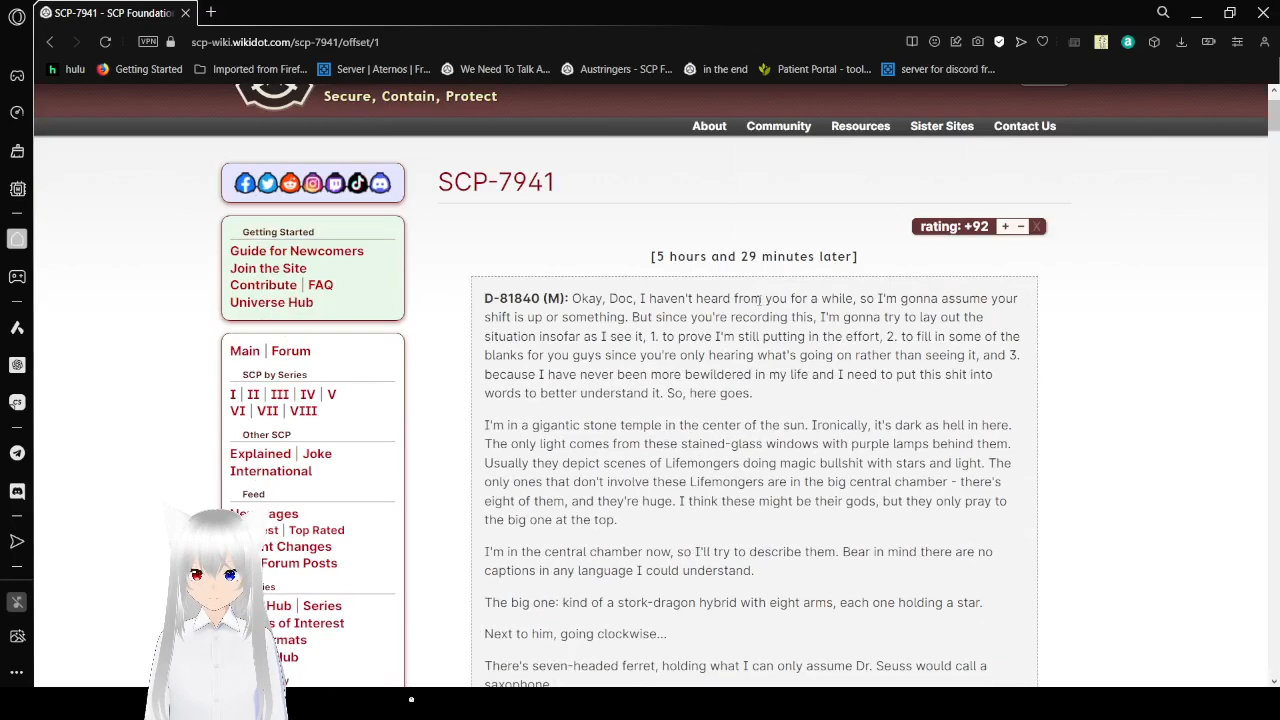 SCP-7941 - SCP Foundatio
scp-wiki.wikidot.com/scp-7941/offset/1
VPN
hulu
Getting Started
Imported from Firef...
Server | Aternos | Fr...
We Need To Talk A...
Austringers - SCP F...
in the end
Patient Portal - tool...
server for discord fr...
Secure, Contain, Protect
About
Community
Resources
Sister Sites
Contact Us
SCP-7941
rating: +92
+
−
X
[5 hours and 29 minutes later]
Getting Started
Guide for Newcomers
Join the Site
Contribute | FAQ
Universe Hub
Main | Forum
SCP by Series
I | II | III | IV | V
VI | VII | VIII
Other SCP
Explained | Joke
International
Feed
ages
est | Top Rated
nt Changes
Forum Posts
ies
Hub | Series
s of Interest
rmats
ub
D-81840 (M): Okay, Doc, I haven't heard from you for a while, so I'm gonna assume your
shift is up or something. But since you're recording this, I'm gonna try to lay out the
situation insofar as I see it, 1. to prove I'm still putting in the effort, 2. to fill in some of the
blanks for you guys since you're only hearing what's going on rather than seeing it, and 3.
because I have never been more bewildered in my life and I need to put this shit into
words to better understand it. So, here goes.
I'm in a gigantic stone temple in the center of the sun. Ironically, it's dark as hell in here.
The only light comes from these stained-glass windows with purple lamps behind them.
Usually they depict scenes of Lifemongers doing magic bullshit with stars and light. The
only ones that don't involve these Lifemongers are in the big central chamber - there's
eight of them, and they're huge. I think these might be their gods, but they only pray to
the big one at the top.
I'm in the central chamber now, so I'll try to describe them. Bear in mind there are no
captions in any language I could understand.
The big one: kind of a stork-dragon hybrid with eight arms, each one holding a star.
Next to him, going clockwise...
There's seven-headed ferret, holding what I can only assume Dr. Seuss would call a
saxophone